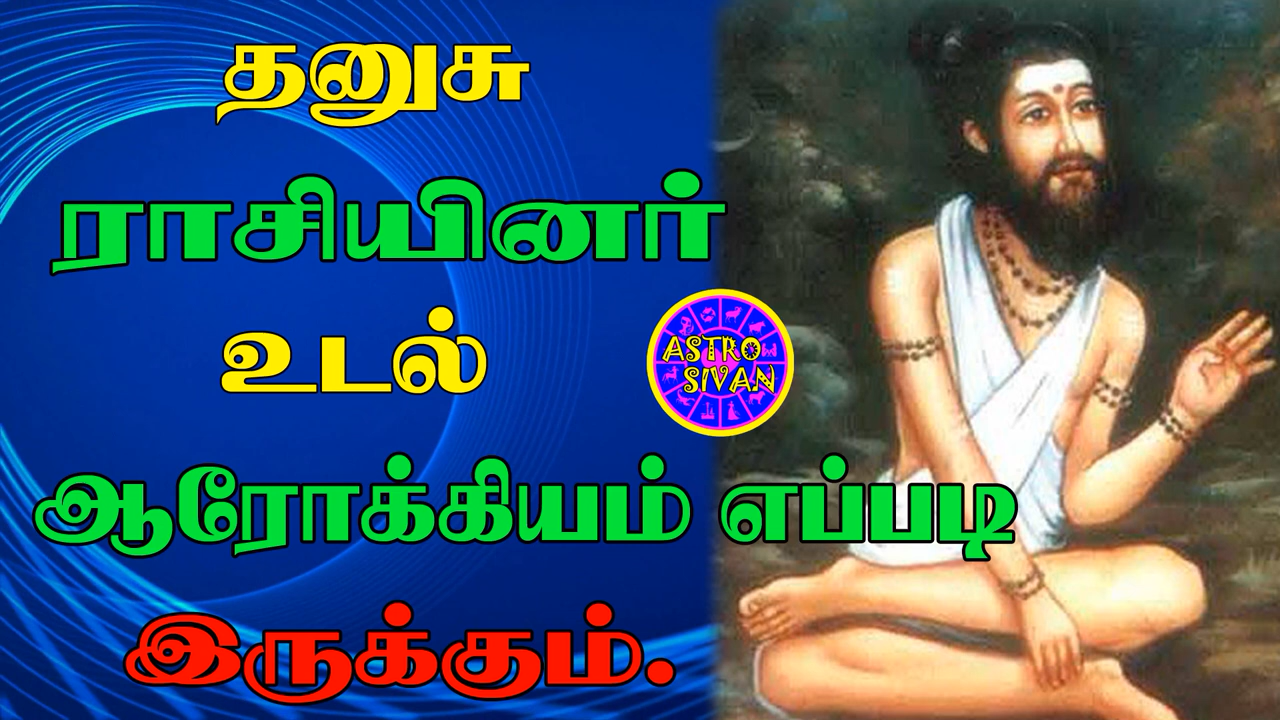 தனுசு
ராசியினர்
உடல்
ASTRO
SIVAN
ஆரோக்கியம் எப்படி
இருக்கும்.